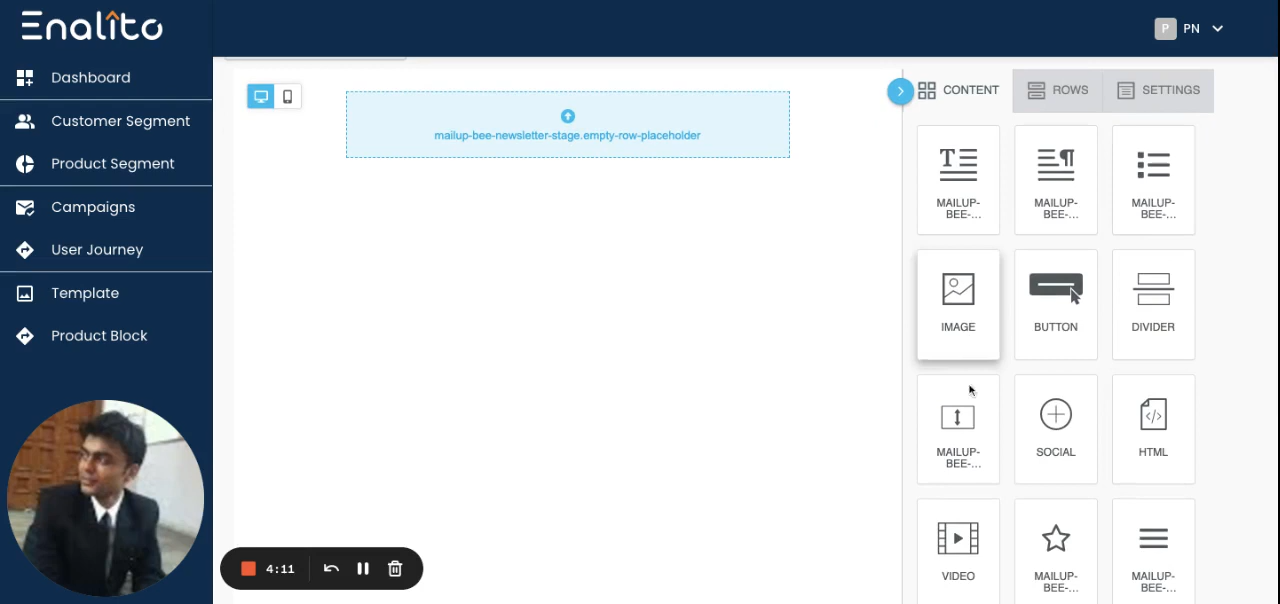 Enalito
P PN
Dashboard
Customer Segment
Product Segment
Campaigns
User Journey
Template
Product Block
mailup-bee-newsletter-stage.empty-row-placeholder
CONTENT
ROWS
SETTINGS
MAILUP-
BEE-...
MAILUP-
BEE-...
MAILUP-
BEE-...
IMAGE
BUTTON
DIVIDER
MAILUP-
BEE-...
SOCIAL
HTML
VIDEO
MAILUP-
BEE-...
MAILUP-
BEE-...
4:11